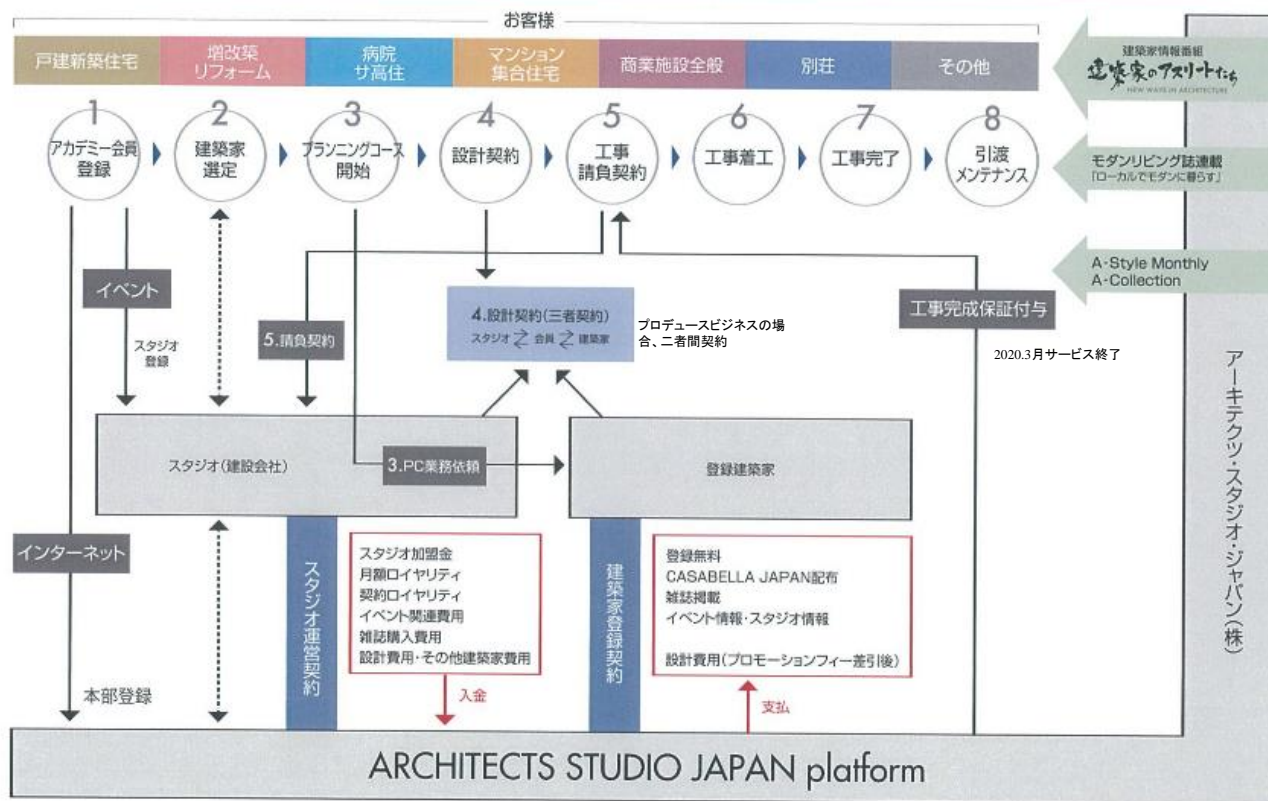 お客様
戸建新築住宅
増改築
リフォーム
病院
サ高住
マンション
集合住宅
商業施設全般
別荘
その他
建築家情報番組
建築家のアスリートたち
NEW WAYS IN ARCHITECTURE
1
アカデミー会員
登録
2
建築家
選定
3
プランニングコース
開始
4
設計契約
5
工事
請負契約
6
工事着工
7
工事完了
8
引渡
メンテナンス
モダンリビング誌連載
「ローカルでモダンに暮らす」
A-Style Monthly
A-Collection
イベント
スタジオ
登録
5.請負契約
4.設計契約(三者契約)
スタジオ ⇄ 会員 ⇄ 建築家
プロデュースビジネスの場
合、二者間契約
工事完成保証付与
2020.3月サービス終了
スタジオ(建設会社)
3.PC業務依頼
登録建築家
インターネット
本部登録
スタジオ運営契約
スタジオ加盟金
月額ロイヤリティ
契約ロイヤリティ
イベント関連費用
雑誌購入費用
設計費用・その他建築家費用
入金
建築家登録契約
登録無料
CASABELLA JAPAN配布
雑誌掲載
イベント情報・スタジオ情報
設計費用(プロモーションフィー差引後)
支払
アーキテクツ・スタジオ・ジャパン(株)
ARCHITECTS STUDIO JAPAN platform